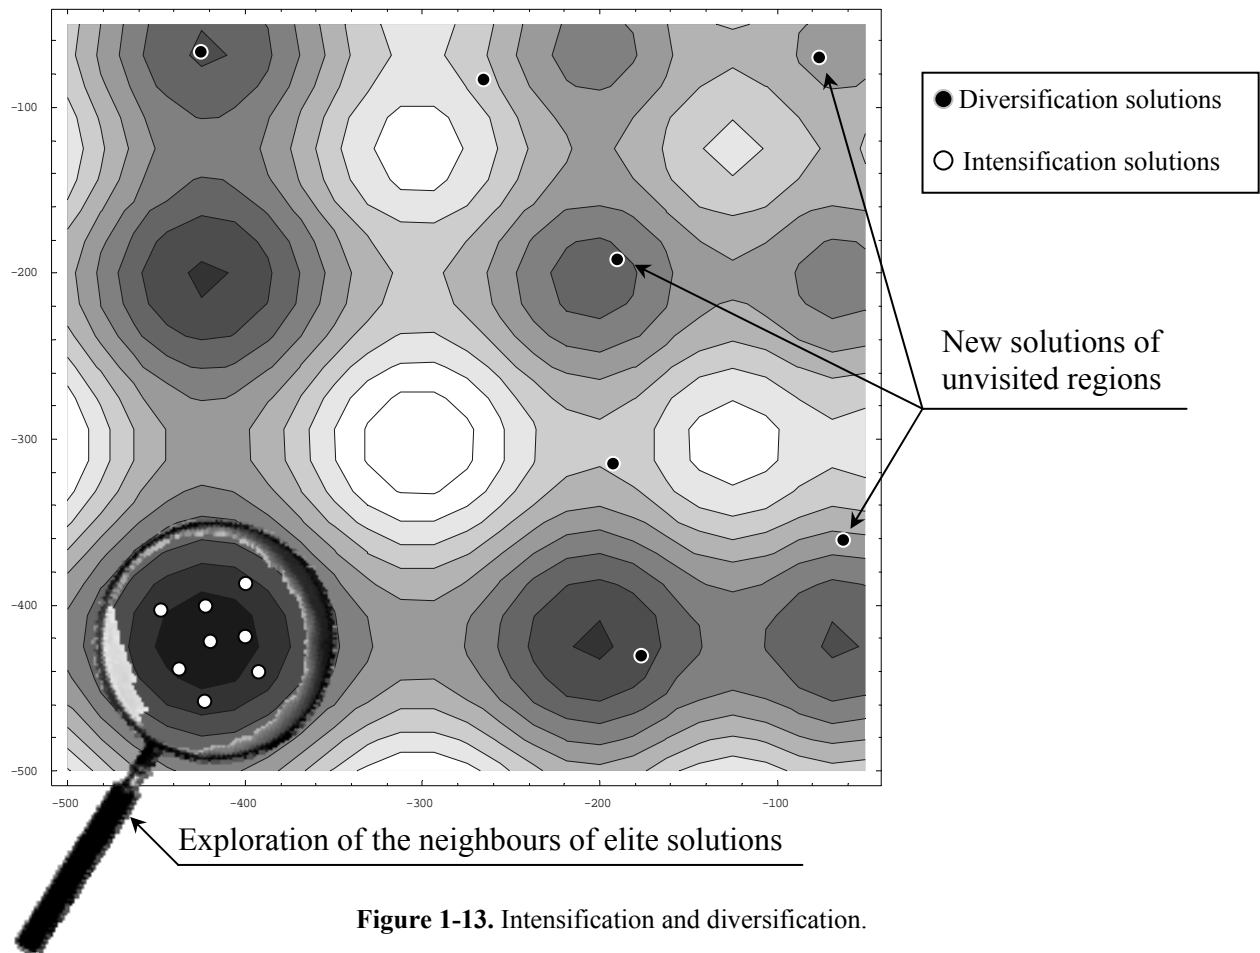 -100
-200
-300
-400
-500
-500
-400
-300
-200
-100
Diversification solutions
Intensification solutions
New solutions of
unvisited regions
Exploration of the neighbours of elite solutions
Figure 1-13. Intensification and diversification.